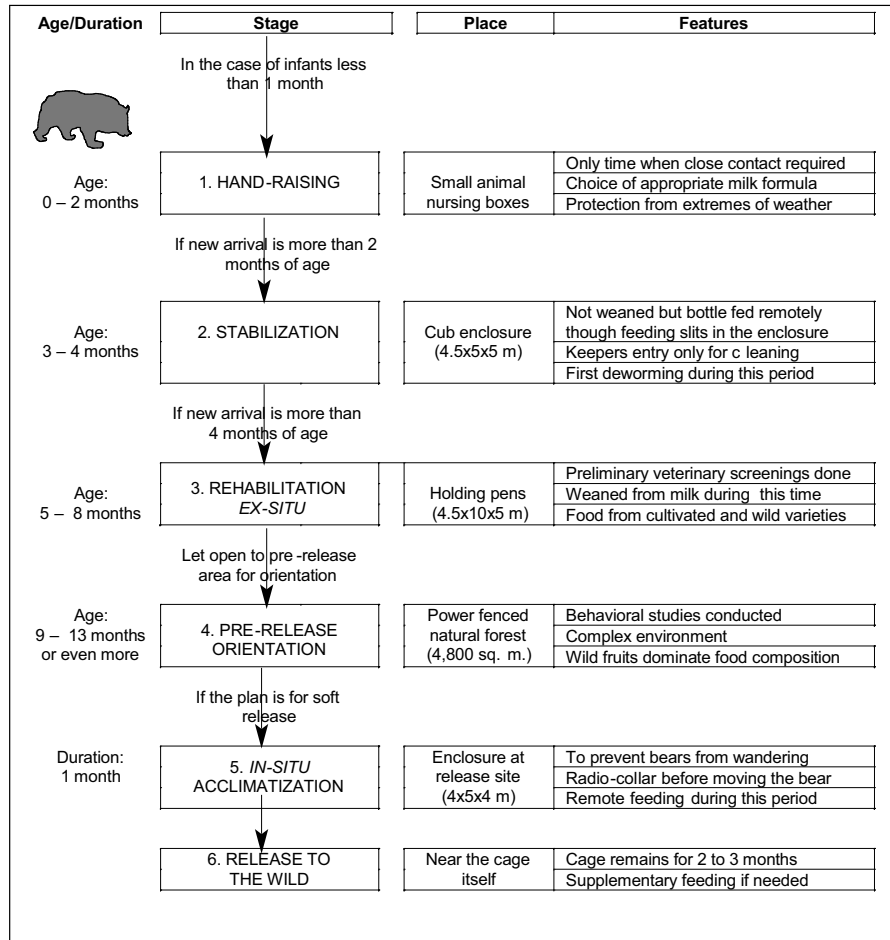 Age/Duration Stage Place Features
In the case of infants less
than 1 month
Age:
0 – 2 months
1. HAND-RAISING
Small animal
nursing boxes
Only time when close contact required
Choice of appropriate milk formula
Protection from extremes of weather
If new arrival is more than 2
months of age
Age:
3 – 4 months
2. STABILIZATION
Cub enclosure
(4.5x5x5 m)
Not weaned but bottle fed remotely
though feeding slits in the enclosure
Keepers entry only for c leaning
First deworming during this period
If new arrival is more than
4 months of age
Age:
5 – 8 months
3. REHABILITATION
EX-SITU
Holding pens
(4.5x10x5 m)
Preliminary veterinary screenings done
Weaned from milk during this time
Food from cultivated and wild varieties
Let open to pre -release
area for orientation
Age:
9 – 13 months
or even more
4. PRE-RELEASE
ORIENTATION
Power fenced
natural forest
(4,800 sq. m.)
Behavioral studies conducted
Complex environment
Wild fruits dominate food composition
If the plan is for soft
release
Duration:
1 month
5. IN-SITU
ACCLIMATIZATION
Enclosure at
release site
(4x5x4 m)
To prevent bears from wandering
Radio-collar before moving the bear
Remote feeding during this period
6. RELEASE TO
THE WILD
Near the cage
itself
Cage remains for 2 to 3 months
Supplementary feeding if needed